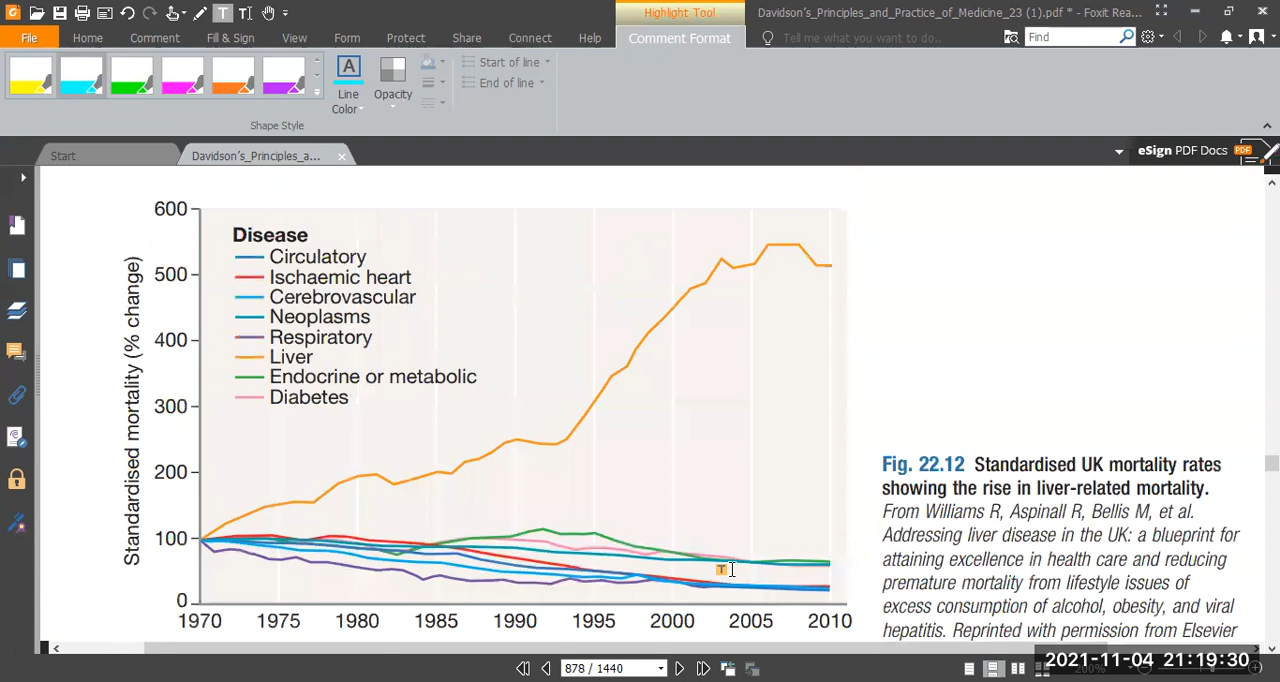 Highlight Tool
Davidson's_Principles_and_Practice_of_Medicine_23 (1).pdf * - Foxit Rea...
File Home Comment Fill & Sign View Form Protect Share Connect Help Comment Format Tell me what you want to do.. Find
Start of line
End of line
Line
Color
Opacity
Shape Style
Start
Davidson's_Principles_a...
eSign PDF Docs
600
500
400
300
200
100
0
Standardised mortality (% change)
Disease
Circulatory
Ischaemic heart
Cerebrovascular
Neoplasms
Respiratory
Liver
Endocrine or metabolic
Diabetes
1970 1975 1980 1985 1990 1995 2000 2005 2010
Fig. 22.12 Standardised UK mortality rates
showing the rise in liver-related mortality.
From Williams R, Aspinall R, Bellis M, et al.
Addressing liver disease in the UK: a blueprint for
attaining excellence in health care and reducing
premature mortality from lifestyle issues of
excess consumption of alcohol, obesity, and viral
hepatitis. Reprinted with permission from Elsevier
878 / 1440
2021-11-04 21:19:30
200%